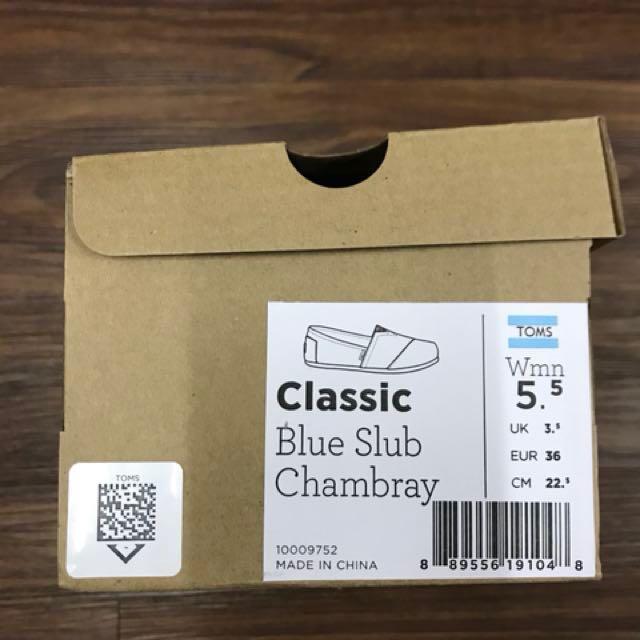 TOMS
Classic
Blue Slub
Chambray
10009752
MADE IN CHINA
TOMS
Wmn
5.5
UK 3.5
EUR 36
CM 22.5
8 89556 19104 8